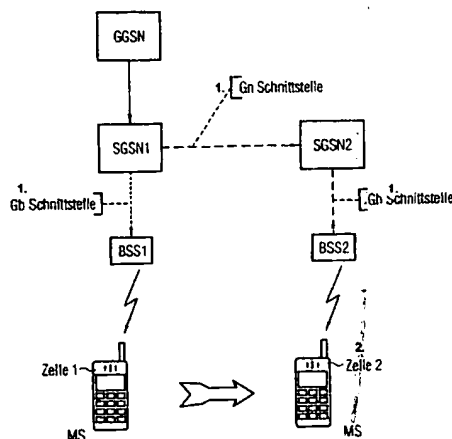 GGSN
1. Gn Schnittstelle
SGSN1
SGSN2
1.
Gb Schnittstelle
1.
Gb Schnittstelle
BSS1
BSS2
2.
Zelle 1
Zelle 2
MS
MS